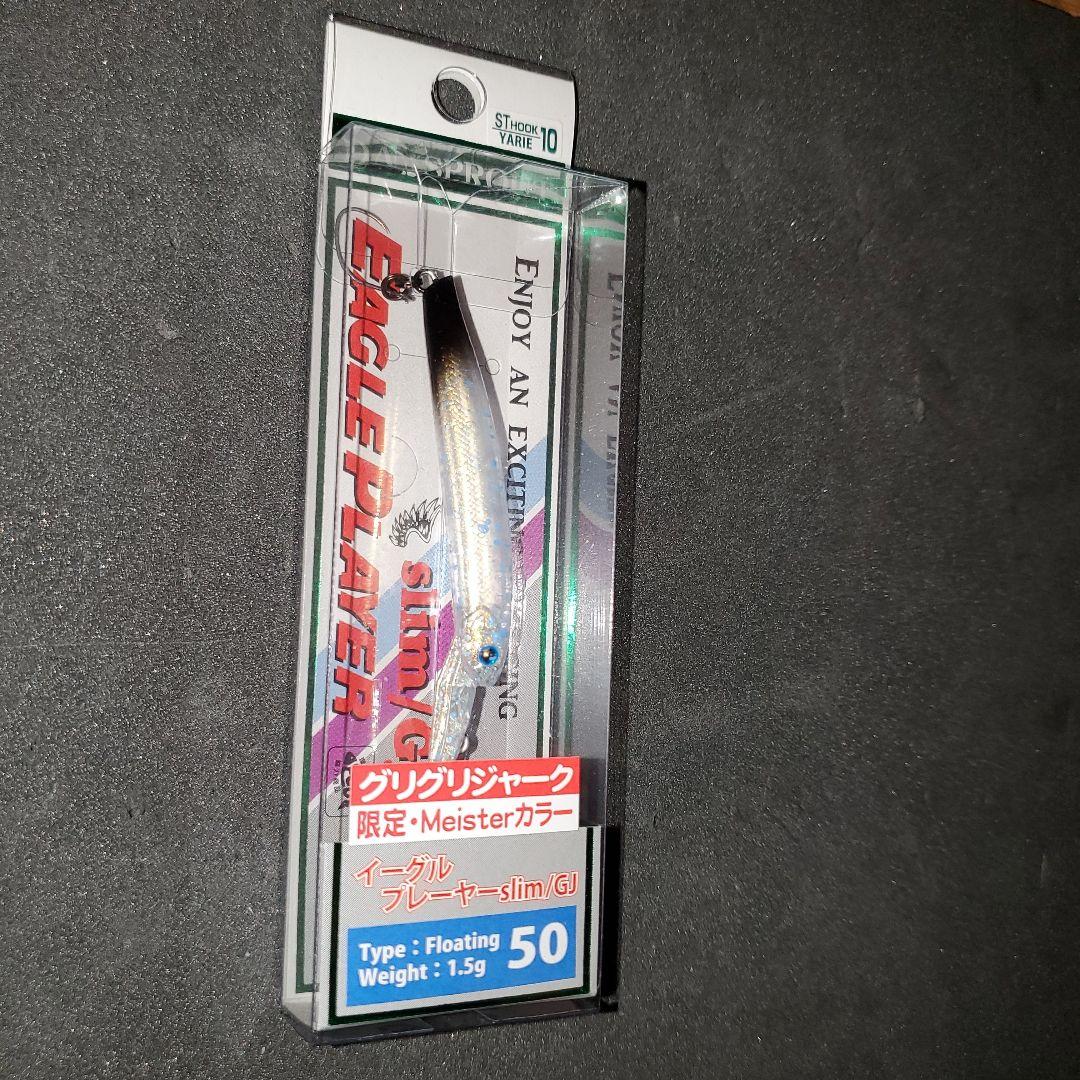 ST HOOK 10
YARIE
SPRO
EAGLE PLAYER
slim/G
ENJOY AN EXCITIN
グリグリジャーク
限定・Meisterカラー
イーグル
プレーヤーslim/GJ
Type：Floating
Weight：1.5g
50